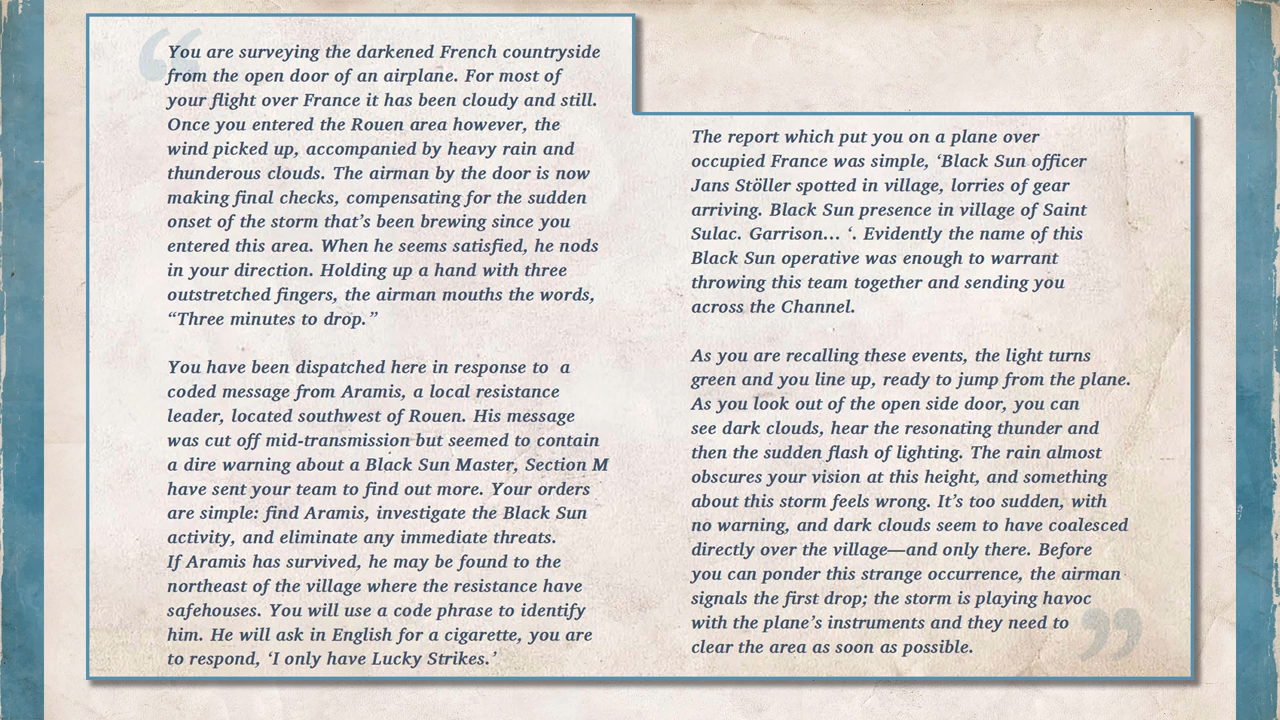 You are surveying the darkened French countryside
from the open door of an airplane. For most of
your flight over France it has been cloudy and still.
Once you entered the Rouen area however, the
wind picked up, accompanied by heavy rain and
thunderous clouds. The airman by the door is now
making final checks, compensating for the sudden
onset of the storm that’s been brewing since you
entered this area. When he seems satisfied, he nods
in your direction. Holding up a hand with three
outstretched fingers, the airman mouths the words,
“Three minutes to drop.”
You have been dispatched here in response to  a
coded message from Aramis, a local resistance
leader, located southwest of Rouen. His message
was cut off mid-transmission but seemed to contain
a dire warning about a Black Sun Master, Section M
have sent your team to find out more. Your orders
are simple: find Aramis, investigate the Black Sun
activity, and eliminate any immediate threats.
If Aramis has survived, he may be found to the
northeast of the village where the resistance have
safehouses. You will use a code phrase to identify
him. He will ask in English for a cigarette, you are
to respond, ‘I only have Lucky Strikes.’
The report which put you on a plane over
occupied France was simple, ‘Black Sun officer
Jans Stöller spotted in village, lorries of gear
arriving. Black Sun presence in village of Saint
Sulac. Garrison… ‘. Evidently the name of this
Black Sun operative was enough to warrant
throwing this team together and sending you
across the Channel.
As you are recalling these events, the light turns
green and you line up, ready to jump from the plane.
As you look out of the open side door, you can
see dark clouds, hear the resonating thunder and
then the sudden flash of lighting. The rain almost
obscures your vision at this height, and something
about this storm feels wrong. It’s too sudden, with
no warning, and dark clouds seem to have coalesced
directly over the village—and only there. Before
you can ponder this strange occurrence, the airman
signals the first drop; the storm is playing havoc
with the plane’s instruments and they need to
clear the area as soon as possible.